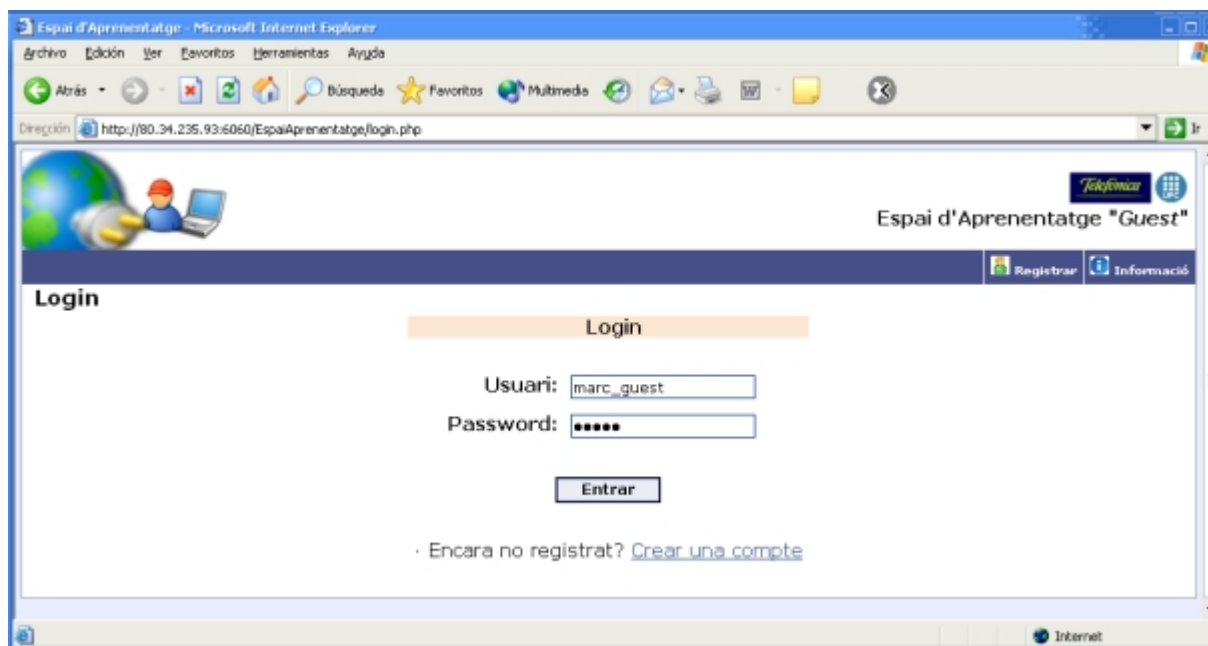 Espai d'Aprenentatge - Microsoft Internet Explorer
Archivo Edición Ver Favoritos Herramientas Ayuda
Atrás Búsqueda Favoritos Multimedia
Dirección http://80.34.235.93:6060/EspaiAprenentatge/login.php Ir
Telefónica UPC
Espai d'Aprenentatge "Guest"
Registrar Informació
Login
Login
Usuari: marc_guest
Password: •••••
Entrar
· Encara no registrat? Crear una compte
Internet